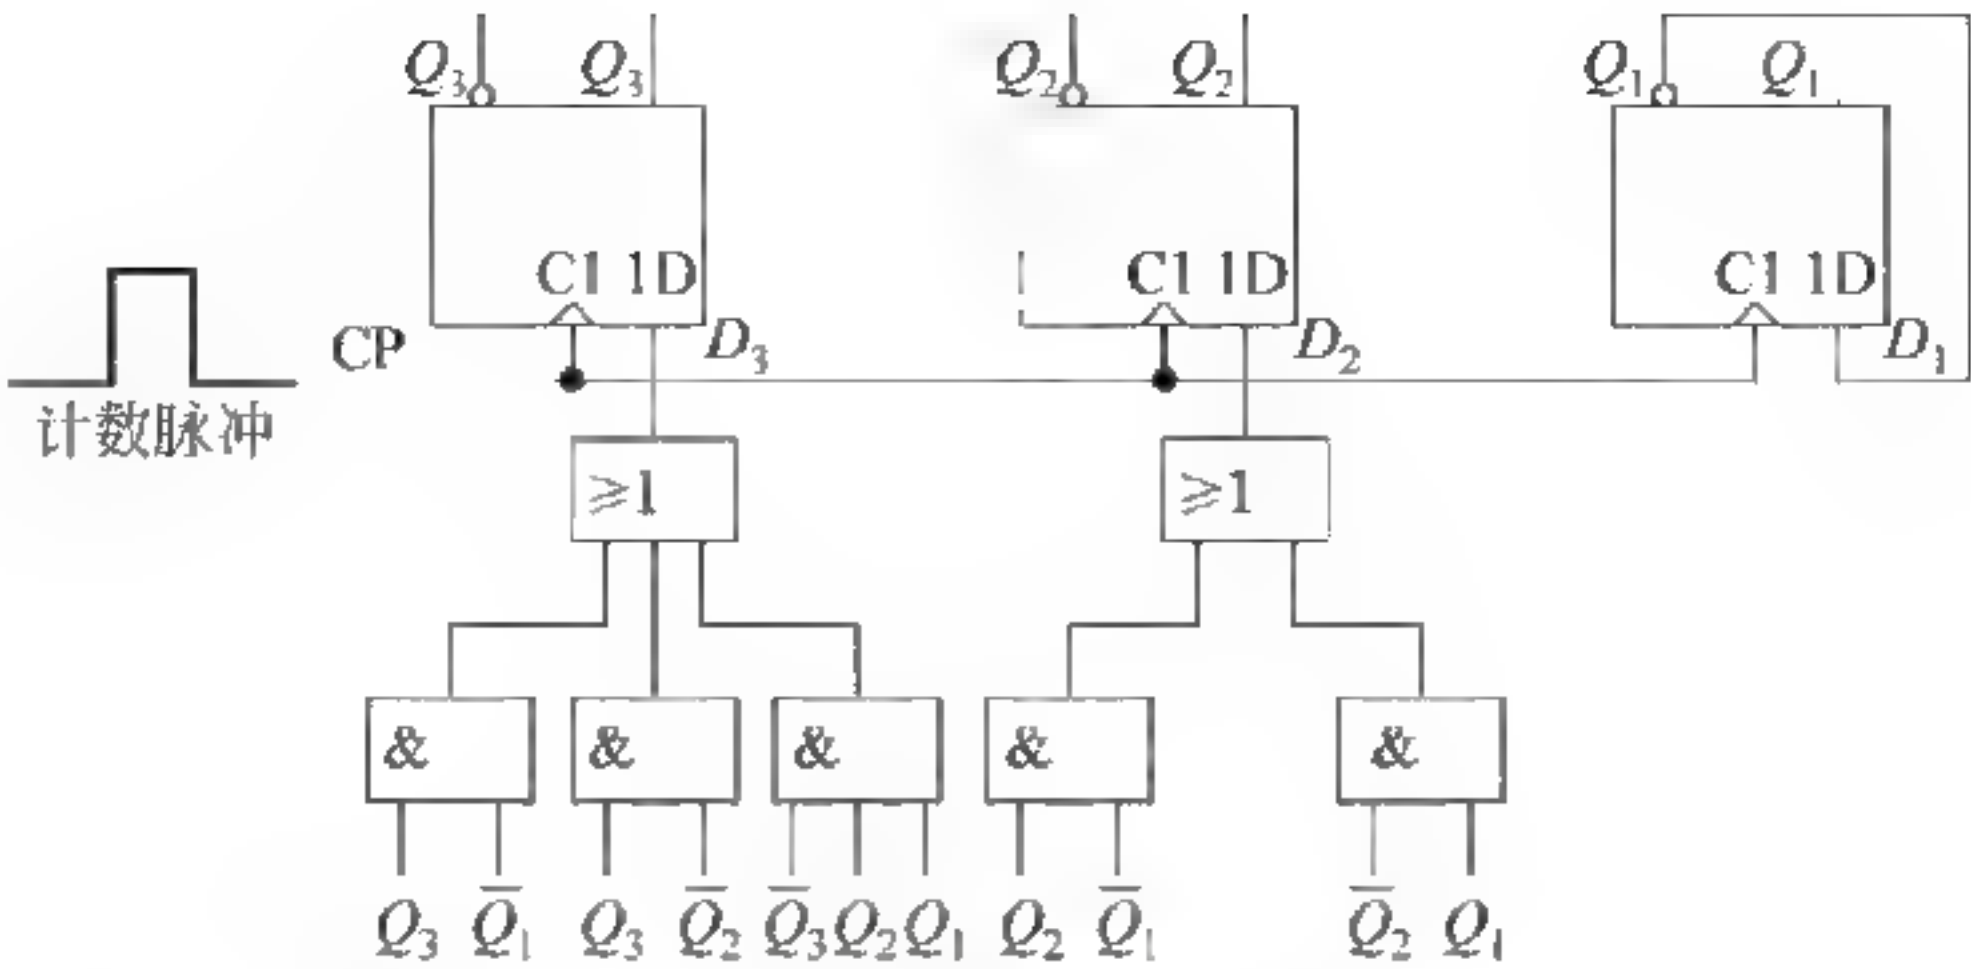 Q₃ Q₃ Q₂ Q₂ Q₁ Q₁
C1 1D C1 1D C1 1D
CP D₃ D₂ D₁
计数脉冲
≥1 ≥1
& & & & &
Q₃ Q̅₁ Q₃ Q̅₂ Q̅₃ Q₂ Q₁ Q₂ Q̅₁ Q̅₂ Q₁